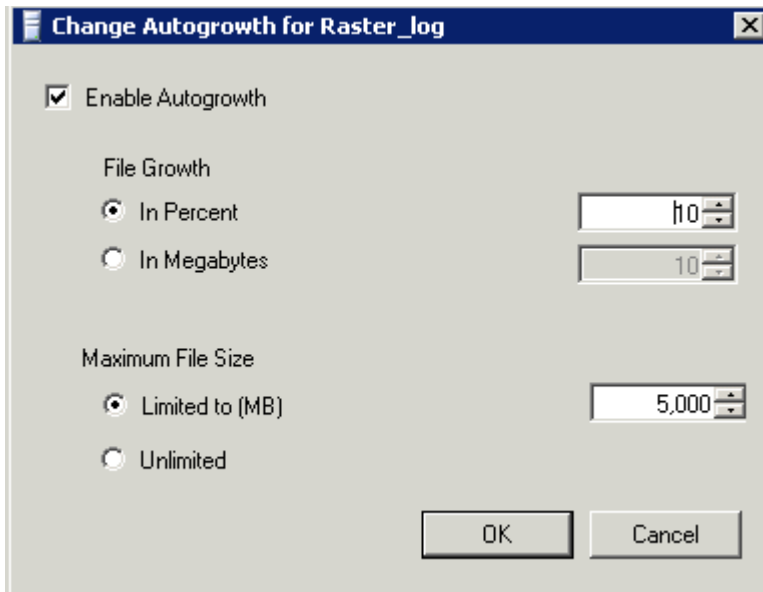 Change Autogrowth for Raster_log
Enable Autogrowth
File Growth
In Percent 10
In Megabytes 10
Maximum File Size
Limited to (MB) 5,000
Unlimited
OK Cancel